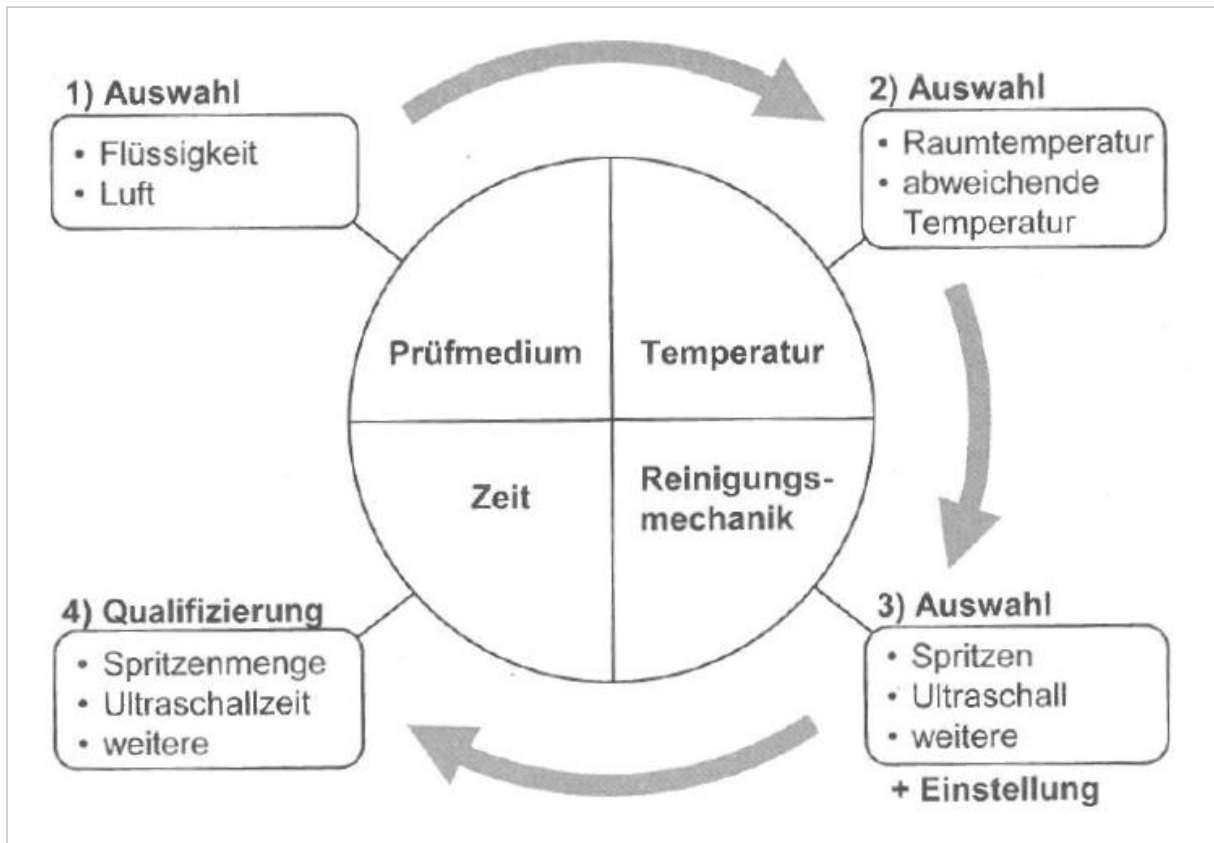 1) Auswahl
• Flüssigkeit
• Luft
2) Auswahl
• Raumtemperatur
• abweichende
Temperatur
Prüfmedium
Temperatur
Zeit
Reinigungs-
mechanik
4) Qualifizierung
• Spritzenmenge
• Ultraschallzeit
• weitere
3) Auswahl
• Spritzen
• Ultraschall
• weitere
+ Einstellung